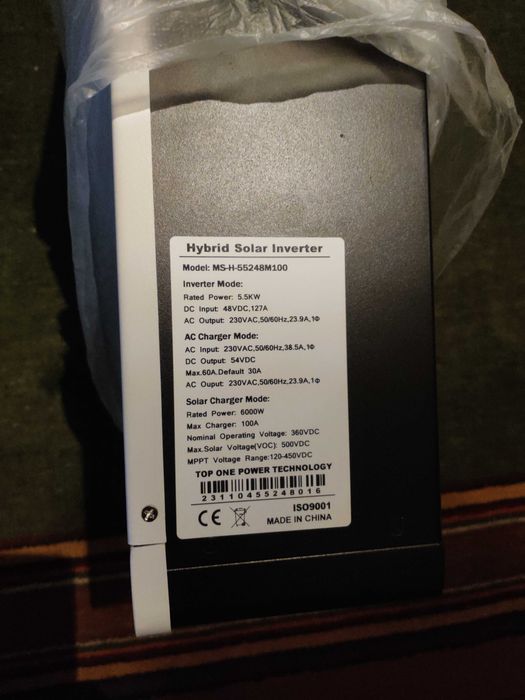 Hybrid Solar Inverter
Model: MS-H-55248M100
Inverter Mode:
Rated Power: 5.5KW
DC Input: 48VDC,127A
AC Output: 230VAC,50/60Hz,23.9A,1Φ
AC Charger Mode:
AC Input: 230VAC,50/60Hz,38.5A,1Φ
DC Output: 54VDC
Max.60A.Default 30A
AC Ouput: 230VAC,50/60Hz,23.9A,1Φ
Solar Charger Mode:
Rated Power: 6000W
Max Charger: 100A
Nominal Operating Voltage: 360VDC
Max.Solar Voltage(VOC): 500VDC
MPPT Voltage Range:120-450VDC
TOP ONE POWER TECHNOLOGY
23110455248016
CE
ISO9001
MADE IN CHINA